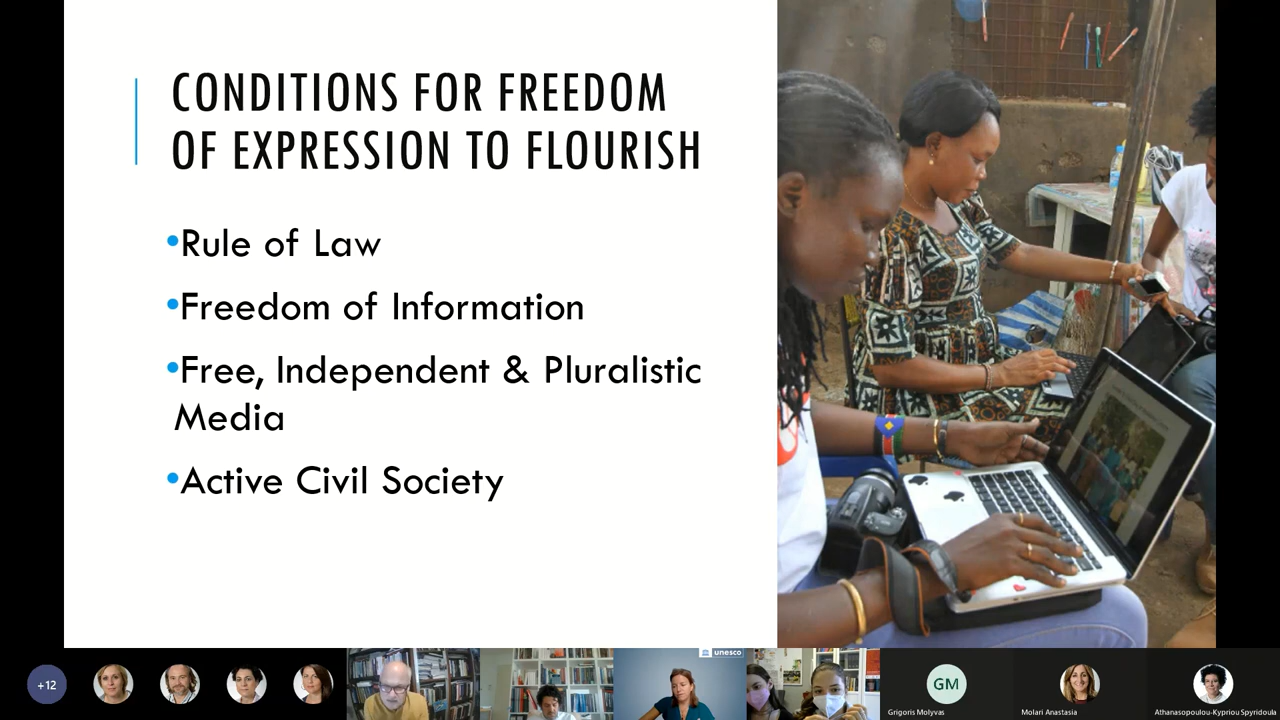 CONDITIONS FOR FREEDOM
OF EXPRESSION TO FLOURISH
•Rule of Law
•Freedom of Information
•Free, Independent & Pluralistic
Media
•Active Civil Society
+12
unesco
GM
Grigoris Molyvas
Molari Anastasia
Athanasopoulou-Kypriou Spyridoula